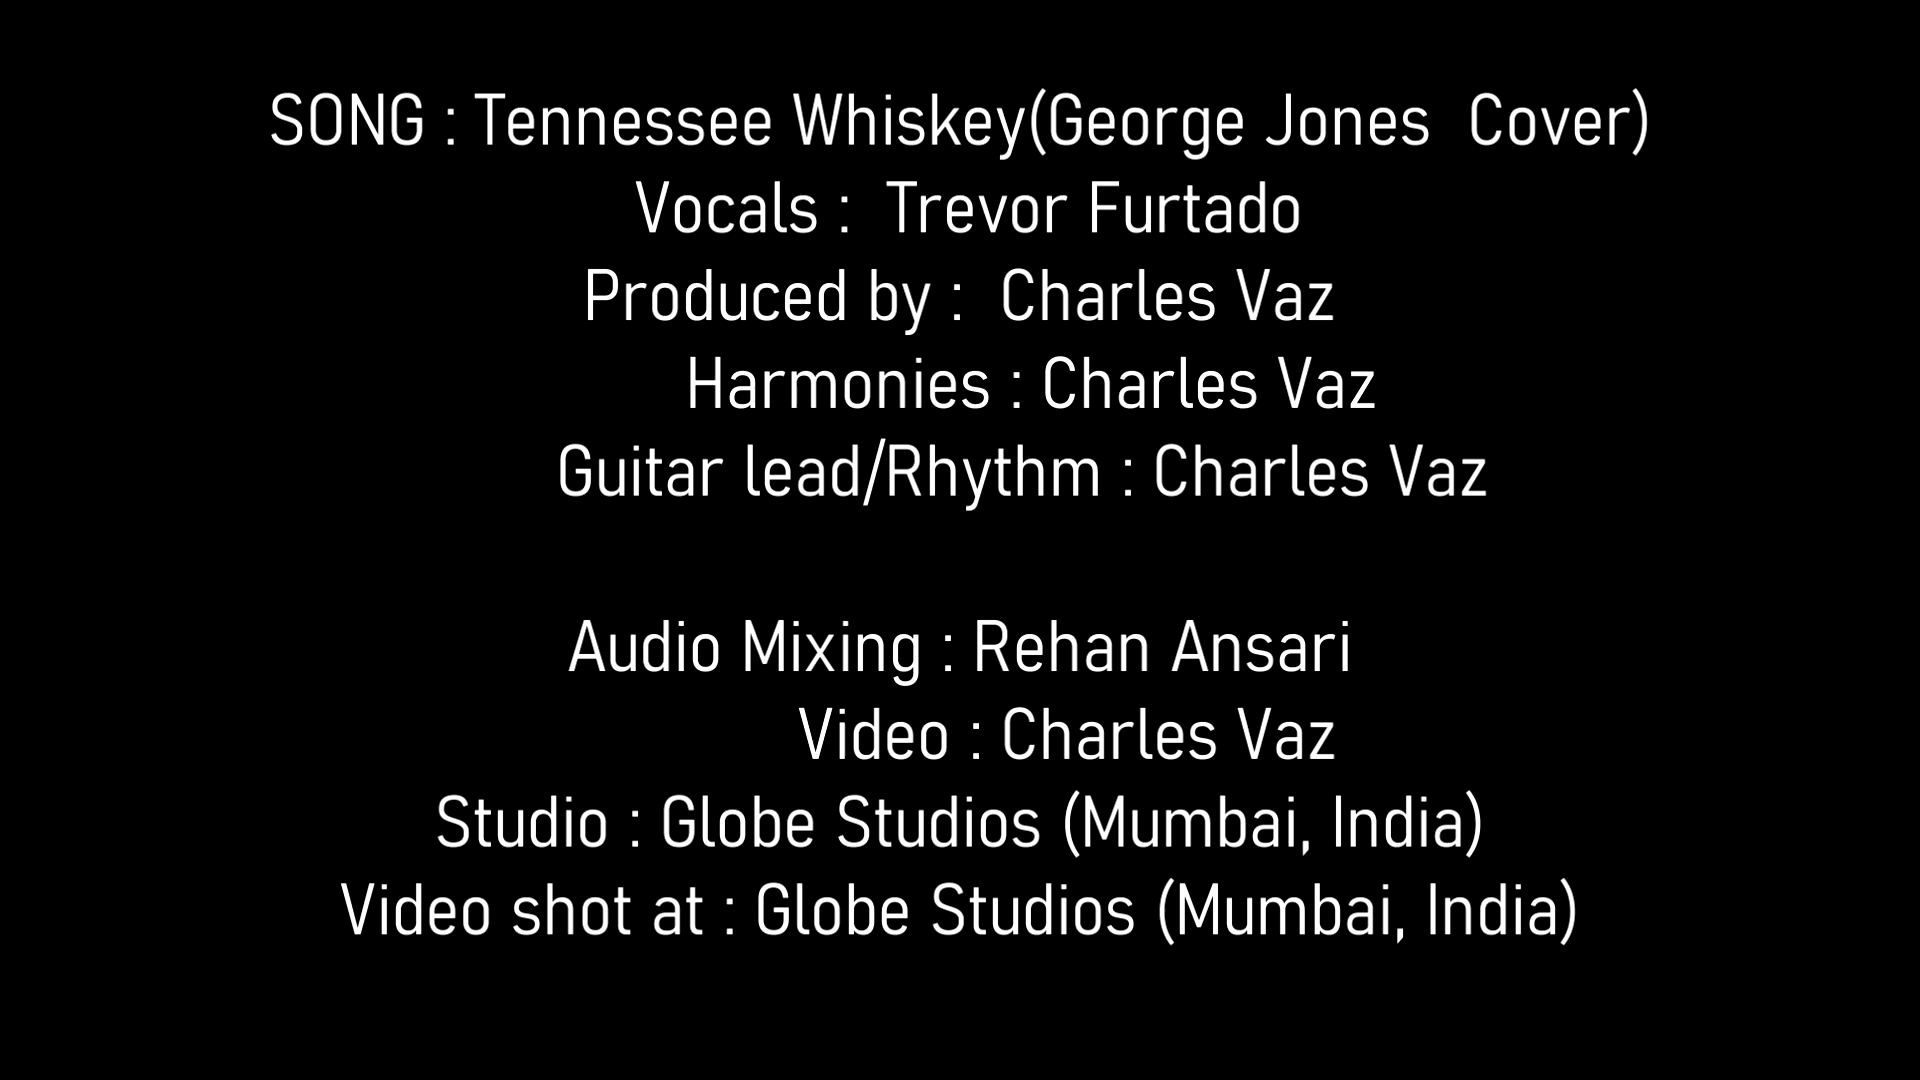 SONG : Tennessee Whiskey(George Jones  Cover)
Vocals :  Trevor Furtado
Produced by :  Charles Vaz
Harmonies : Charles Vaz
Guitar lead/Rhythm : Charles Vaz
Audio Mixing : Rehan Ansari
Video : Charles Vaz
Studio : Globe Studios (Mumbai, India)
Video shot at : Globe Studios (Mumbai, India)